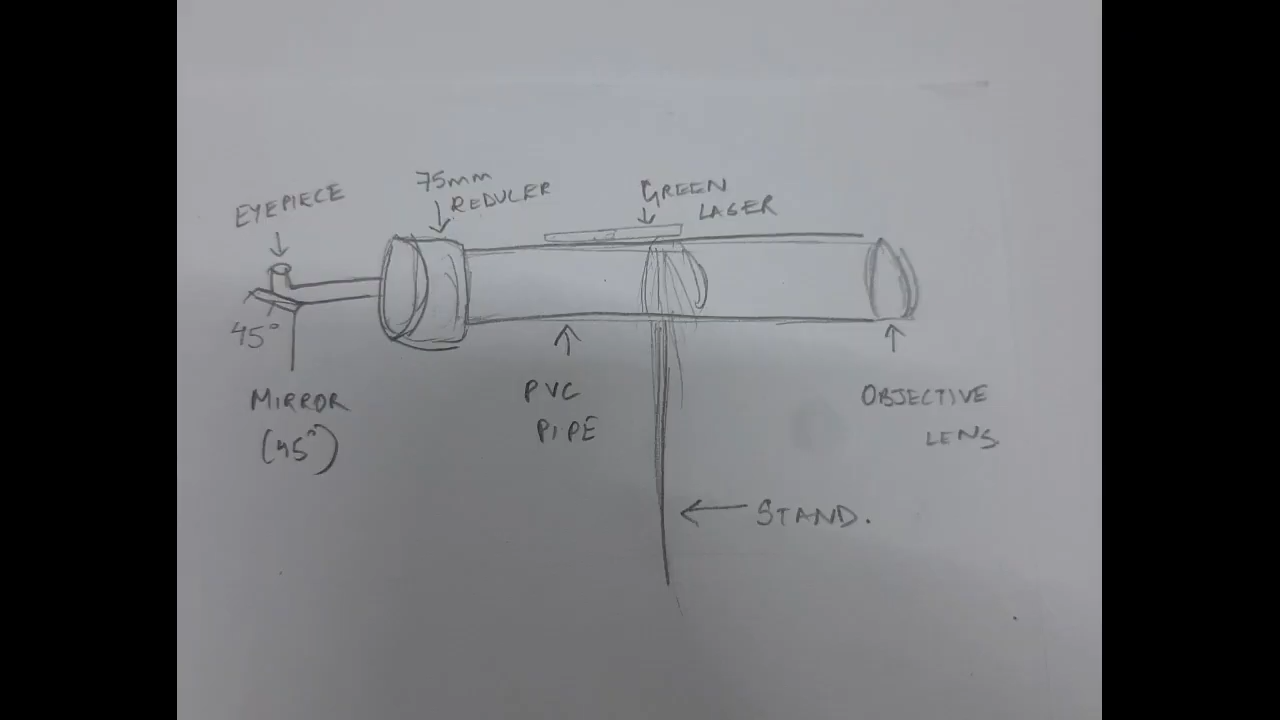 EYEPIECE
75mm
REDUCER
GREEN
LASER
45°
MIRROR
(45°)
PVC
PIPE
OBJECTIVE
LENS
STAND.